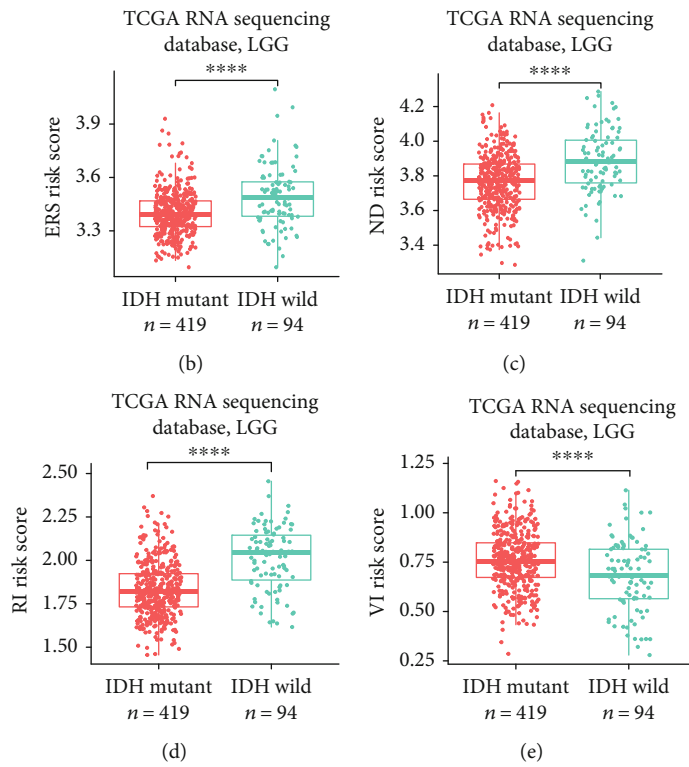 TCGA RNA sequencing
database, LGG
****
ERS risk score
3.9
3.6
3.3
IDH mutant
n = 419
IDH wild
n = 94
(b)
TCGA RNA sequencing
database, LGG
****
ND risk score
4.2
4.0
3.8
3.6
3.4
IDH mutant
n = 419
IDH wild
n = 94
(c)
TCGA RNA sequencing
database, LGG
****
RI risk score
2.50
2.25
2.00
1.75
1.50
IDH mutant
n = 419
IDH wild
n = 94
(d)
TCGA RNA sequencing
database, LGG
****
VI risk score
1.25
1.00
0.75
0.50
0.25
IDH mutant
n = 419
IDH wild
n = 94
(e)